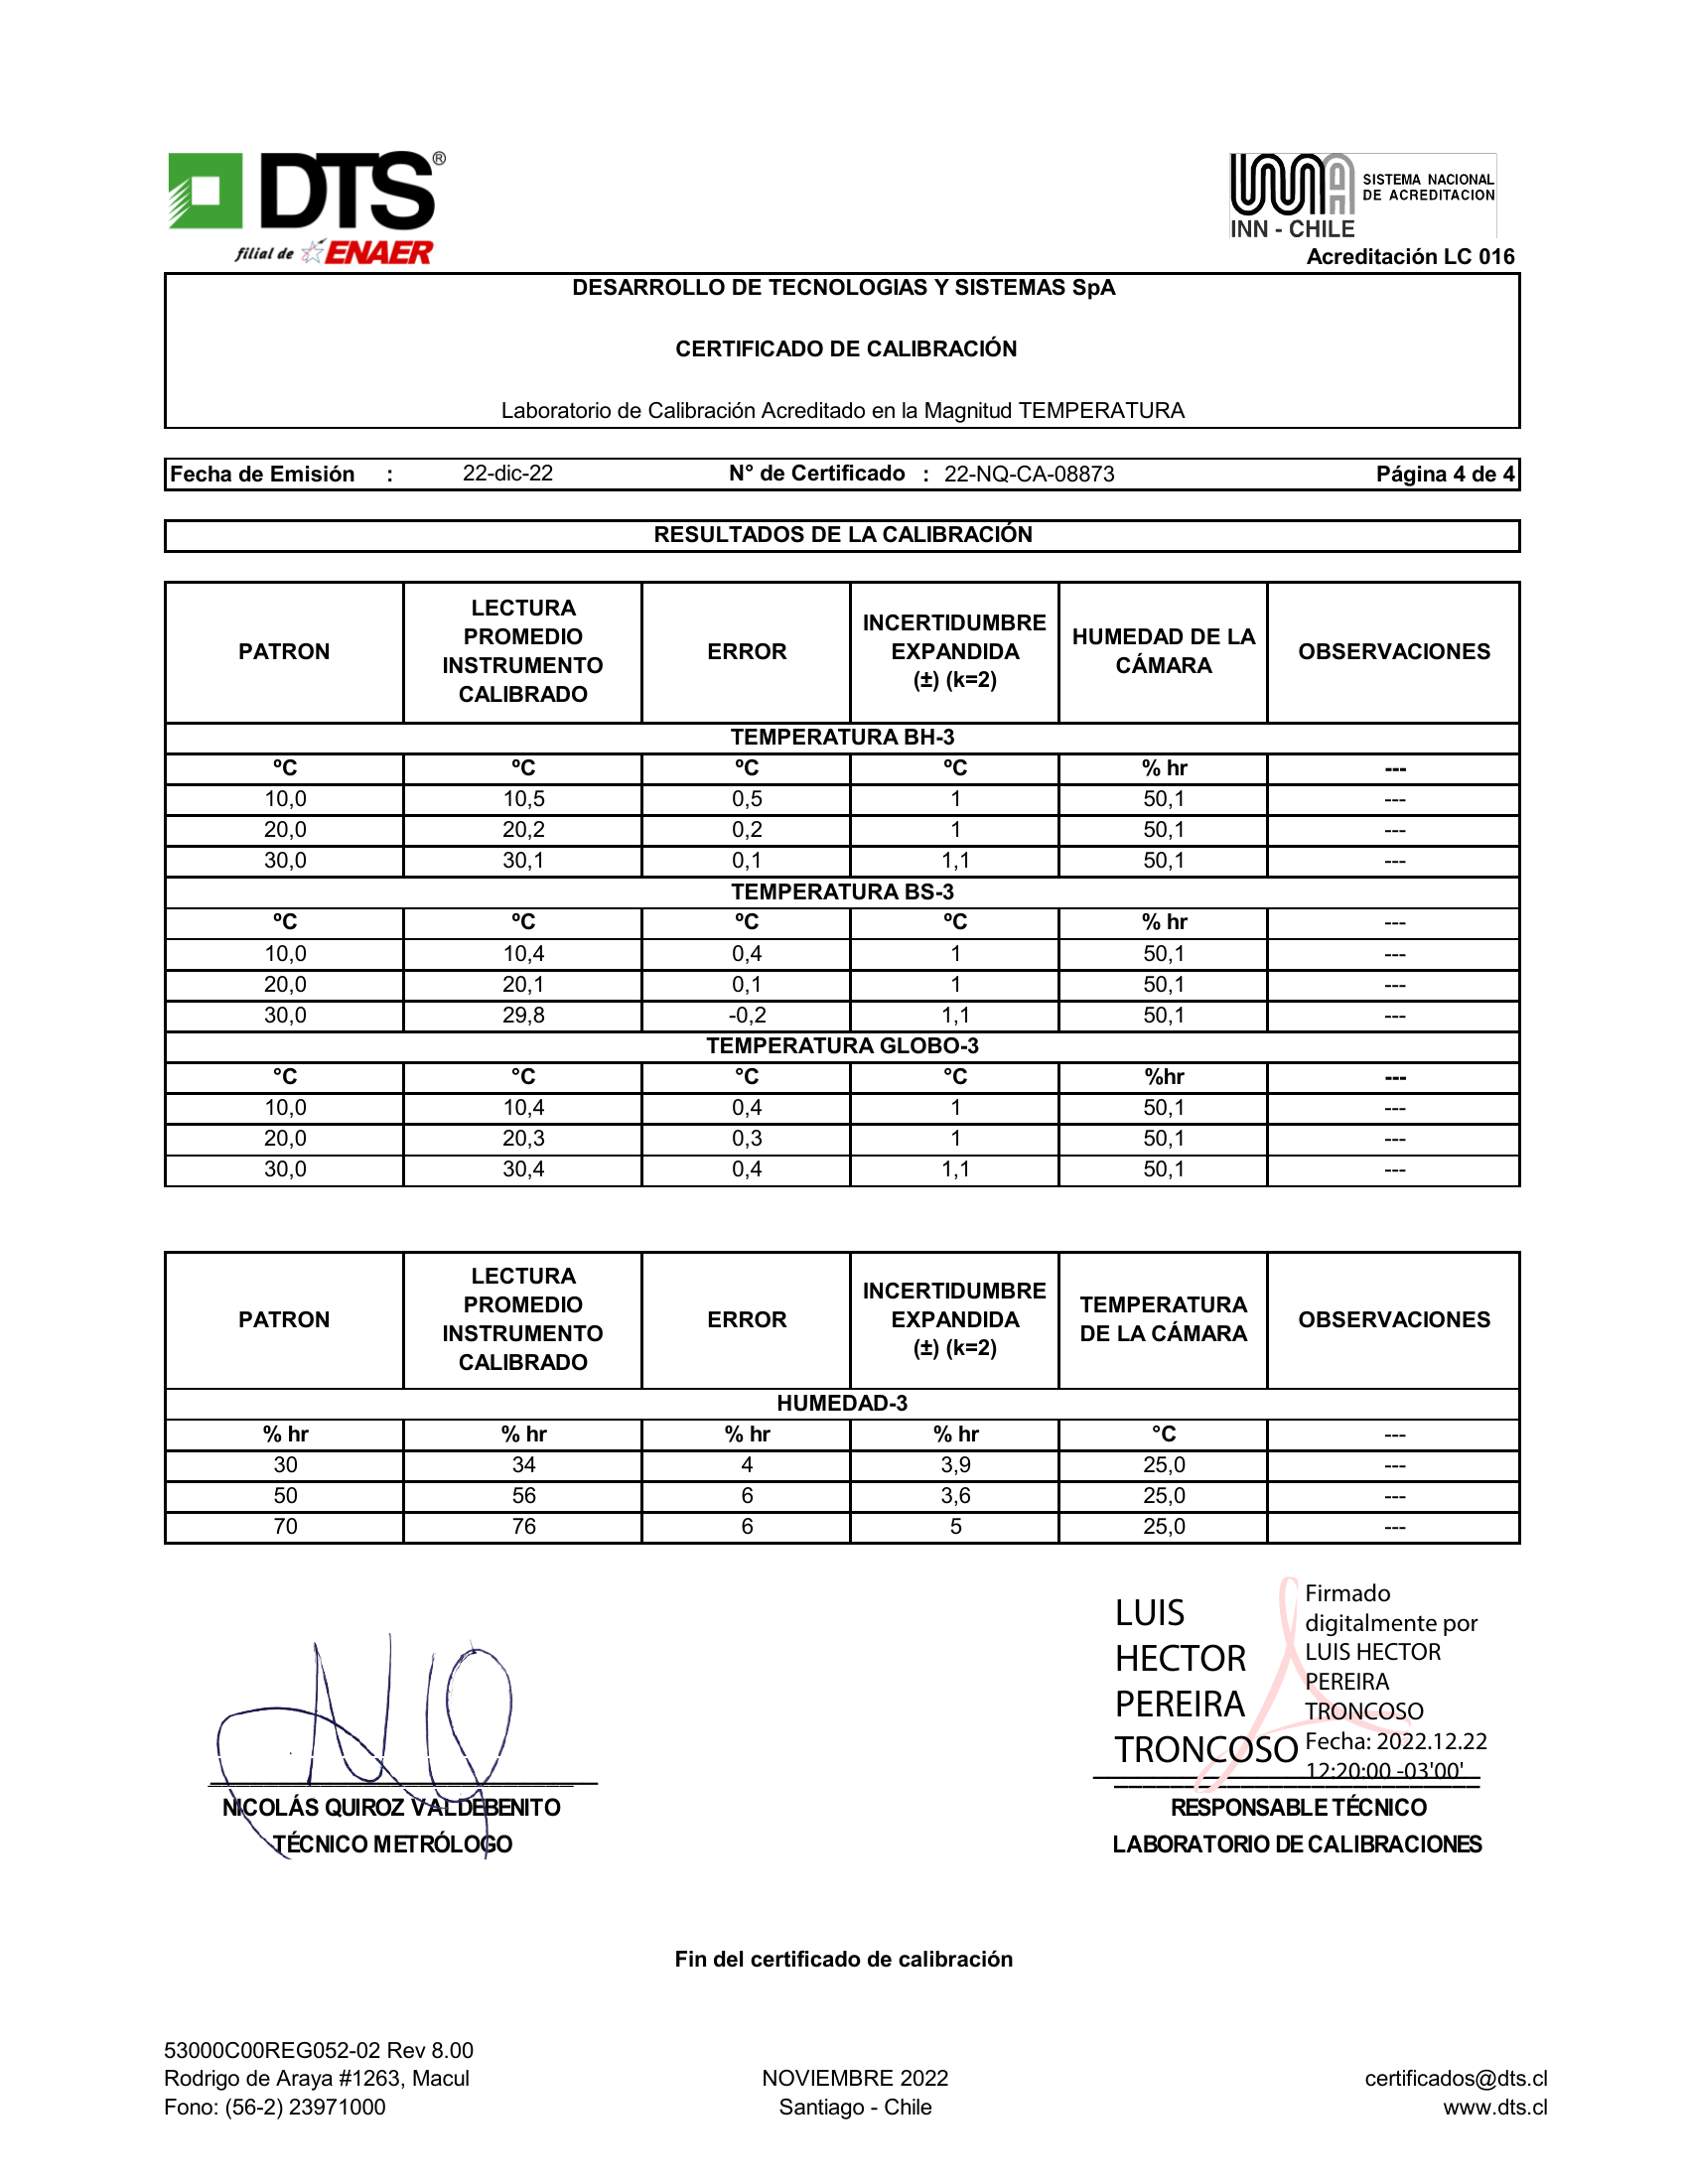 DTS®
filial de ENAER
SISTEMA NACIONAL
DE ACREDITACION
INN - CHILE
Acreditación LC 016
DESARROLLO DE TECNOLOGIAS Y SISTEMAS SpA
CERTIFICADO DE CALIBRACIÓN
Laboratorio de Calibración Acreditado en la Magnitud TEMPERATURA
Fecha de Emisión : 22-dic-22 N° de Certificado : 22-NQ-CA-08873 Página 4 de 4
RESULTADOS DE LA CALIBRACIÓN
PATRON LECTURA PROMEDIO INSTRUMENTO CALIBRADO ERROR INCERTIDUMBRE EXPANDIDA (±) (k=2) HUMEDAD DE LA CÁMARA OBSERVACIONES
TEMPERATURA BH-3
ºC ºC ºC ºC % hr ---
10,0 10,5 0,5 1 50,1 ---
20,0 20,2 0,2 1 50,1 ---
30,0 30,1 0,1 1,1 50,1 ---
TEMPERATURA BS-3
ºC ºC ºC ºC % hr ---
10,0 10,4 0,4 1 50,1 ---
20,0 20,1 0,1 1 50,1 ---
30,0 29,8 -0,2 1,1 50,1 ---
TEMPERATURA GLOBO-3
°C °C °C °C %hr ---
10,0 10,4 0,4 1 50,1 ---
20,0 20,3 0,3 1 50,1 ---
30,0 30,4 0,4 1,1 50,1 ---
PATRON LECTURA PROMEDIO INSTRUMENTO CALIBRADO ERROR INCERTIDUMBRE EXPANDIDA (±) (k=2) TEMPERATURA DE LA CÁMARA OBSERVACIONES
HUMEDAD-3
% hr % hr % hr % hr °C ---
30 34 4 3,9 25,0 ---
50 56 6 3,6 25,0 ---
70 76 6 5 25,0 ---
LUIS
HECTOR
PEREIRA
TRONCOSO
Firmado
digitalmente por
LUIS HECTOR
PEREIRA
TRONCOSO
Fecha: 2022.12.22
12:20:00 -03'00'
NICOLÁS QUIROZ VALDEBENITO
TÉCNICO METRÓLOGO
RESPONSABLE TÉCNICO
LABORATORIO DE CALIBRACIONES
Fin del certificado de calibración
53000C00REG052-02 Rev 8.00
Rodrigo de Araya #1263, Macul NOVIEMBRE 2022 certificados@dts.cl
Fono: (56-2) 23971000 Santiago - Chile www.dts.cl